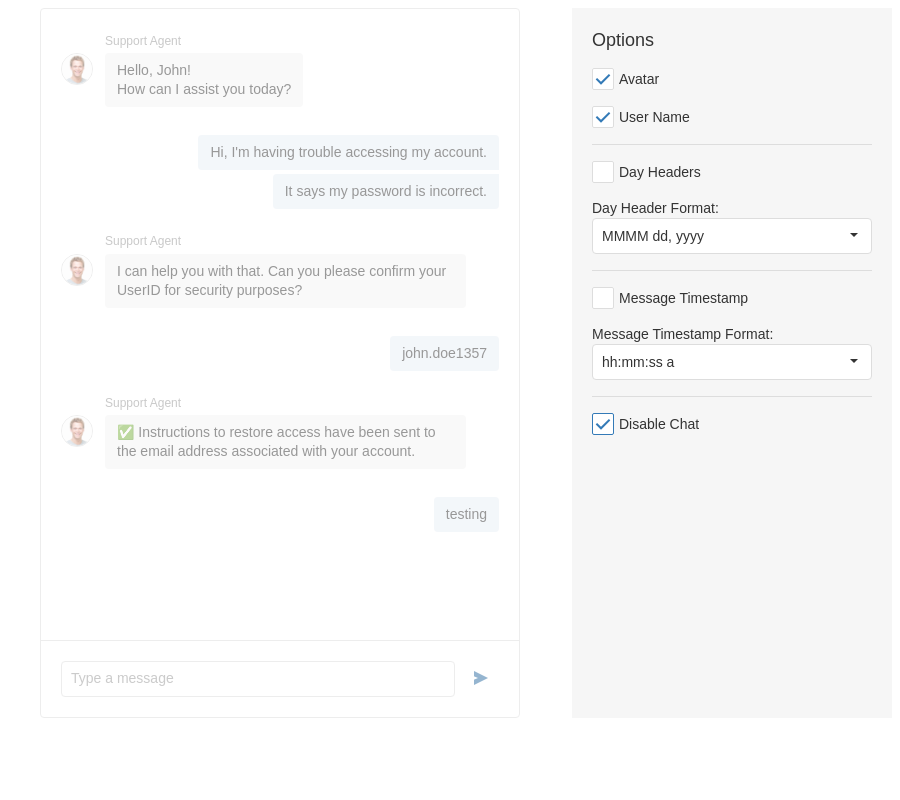 Support Agent
Hello, John!
How can I assist you today?
Hi, I'm having trouble accessing my account.
It says my password is incorrect.
Support Agent
I can help you with that. Can you please confirm your
UserID for security purposes?
john.doe1357
Support Agent
✅ Instructions to restore access have been sent to
the email address associated with your account.
testing
Type a message
Options
Avatar
User Name
Day Headers
Day Header Format:
MMMM dd, yyyy
Message Timestamp
Message Timestamp Format:
hh:mm:ss a
Disable Chat